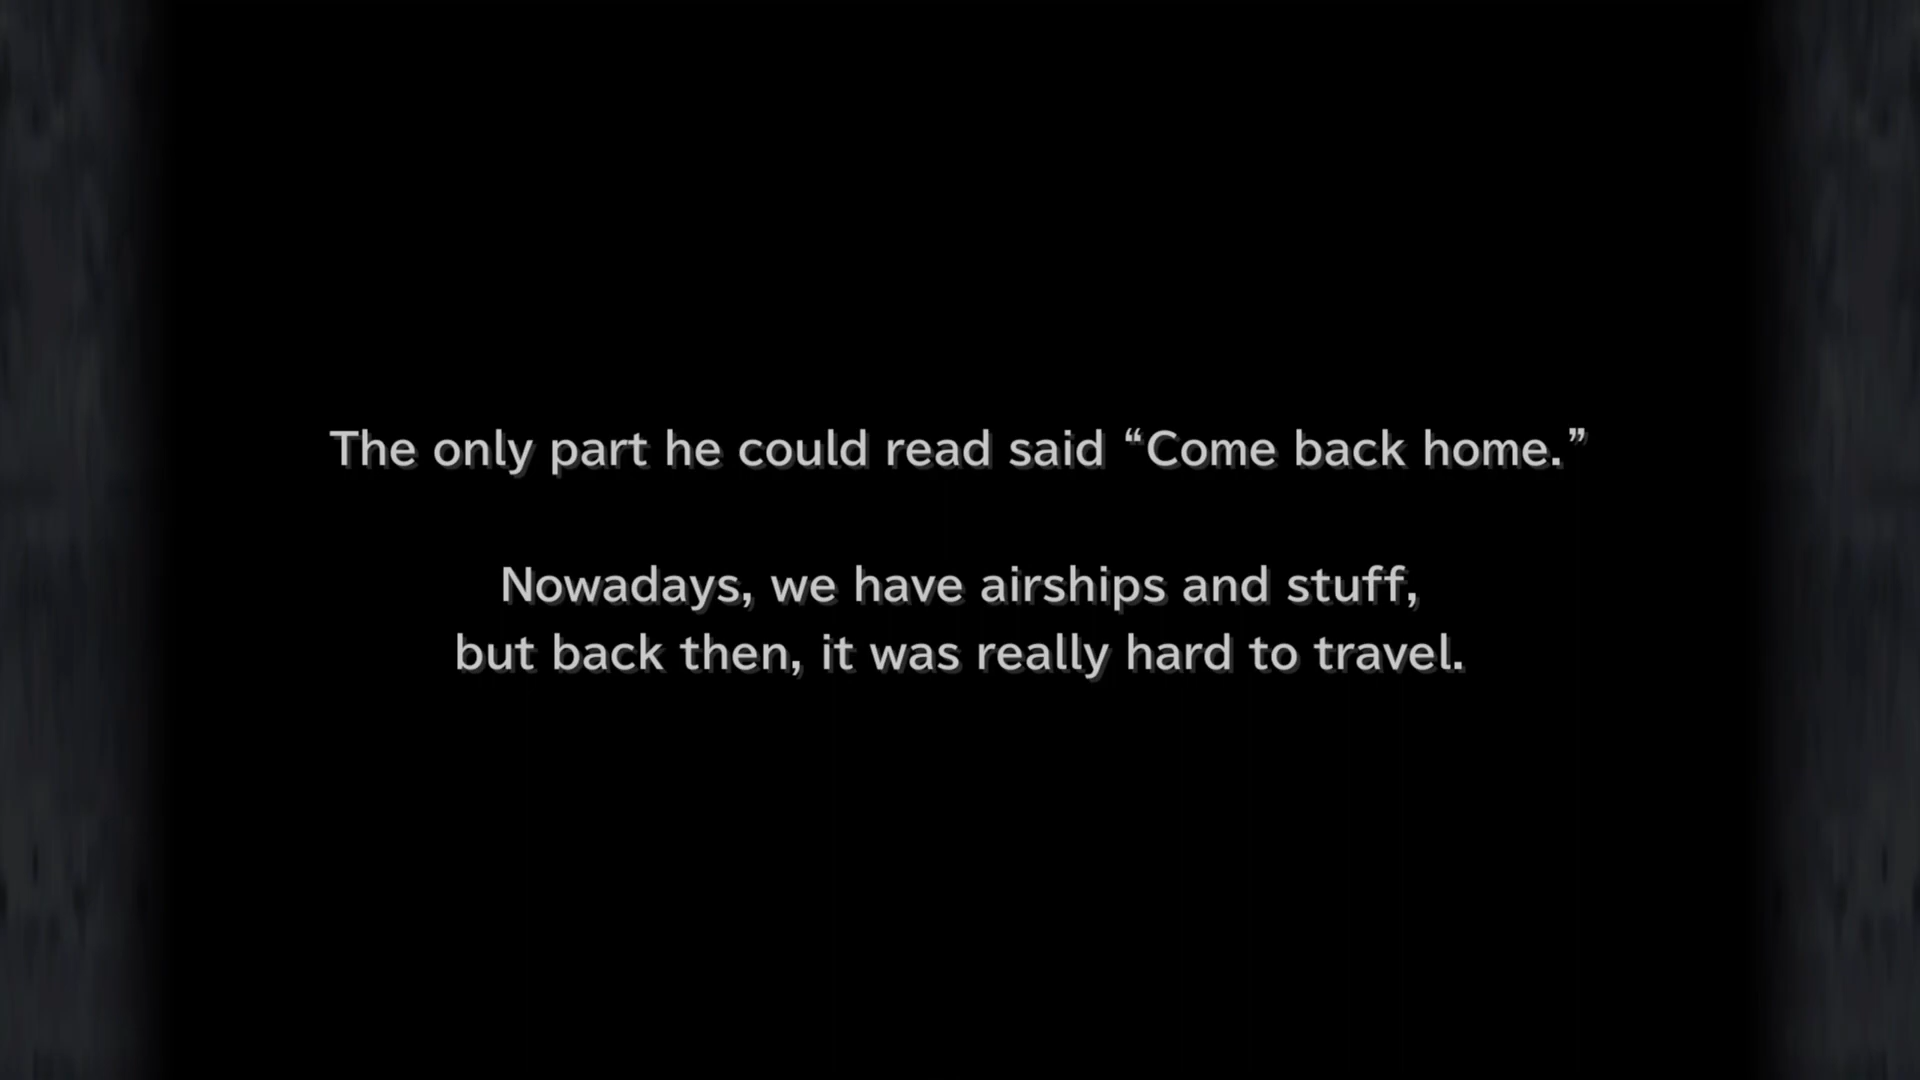 The only part he could read said “Come back home.”
Nowadays, we have airships and stuff,
but back then, it was really hard to travel.